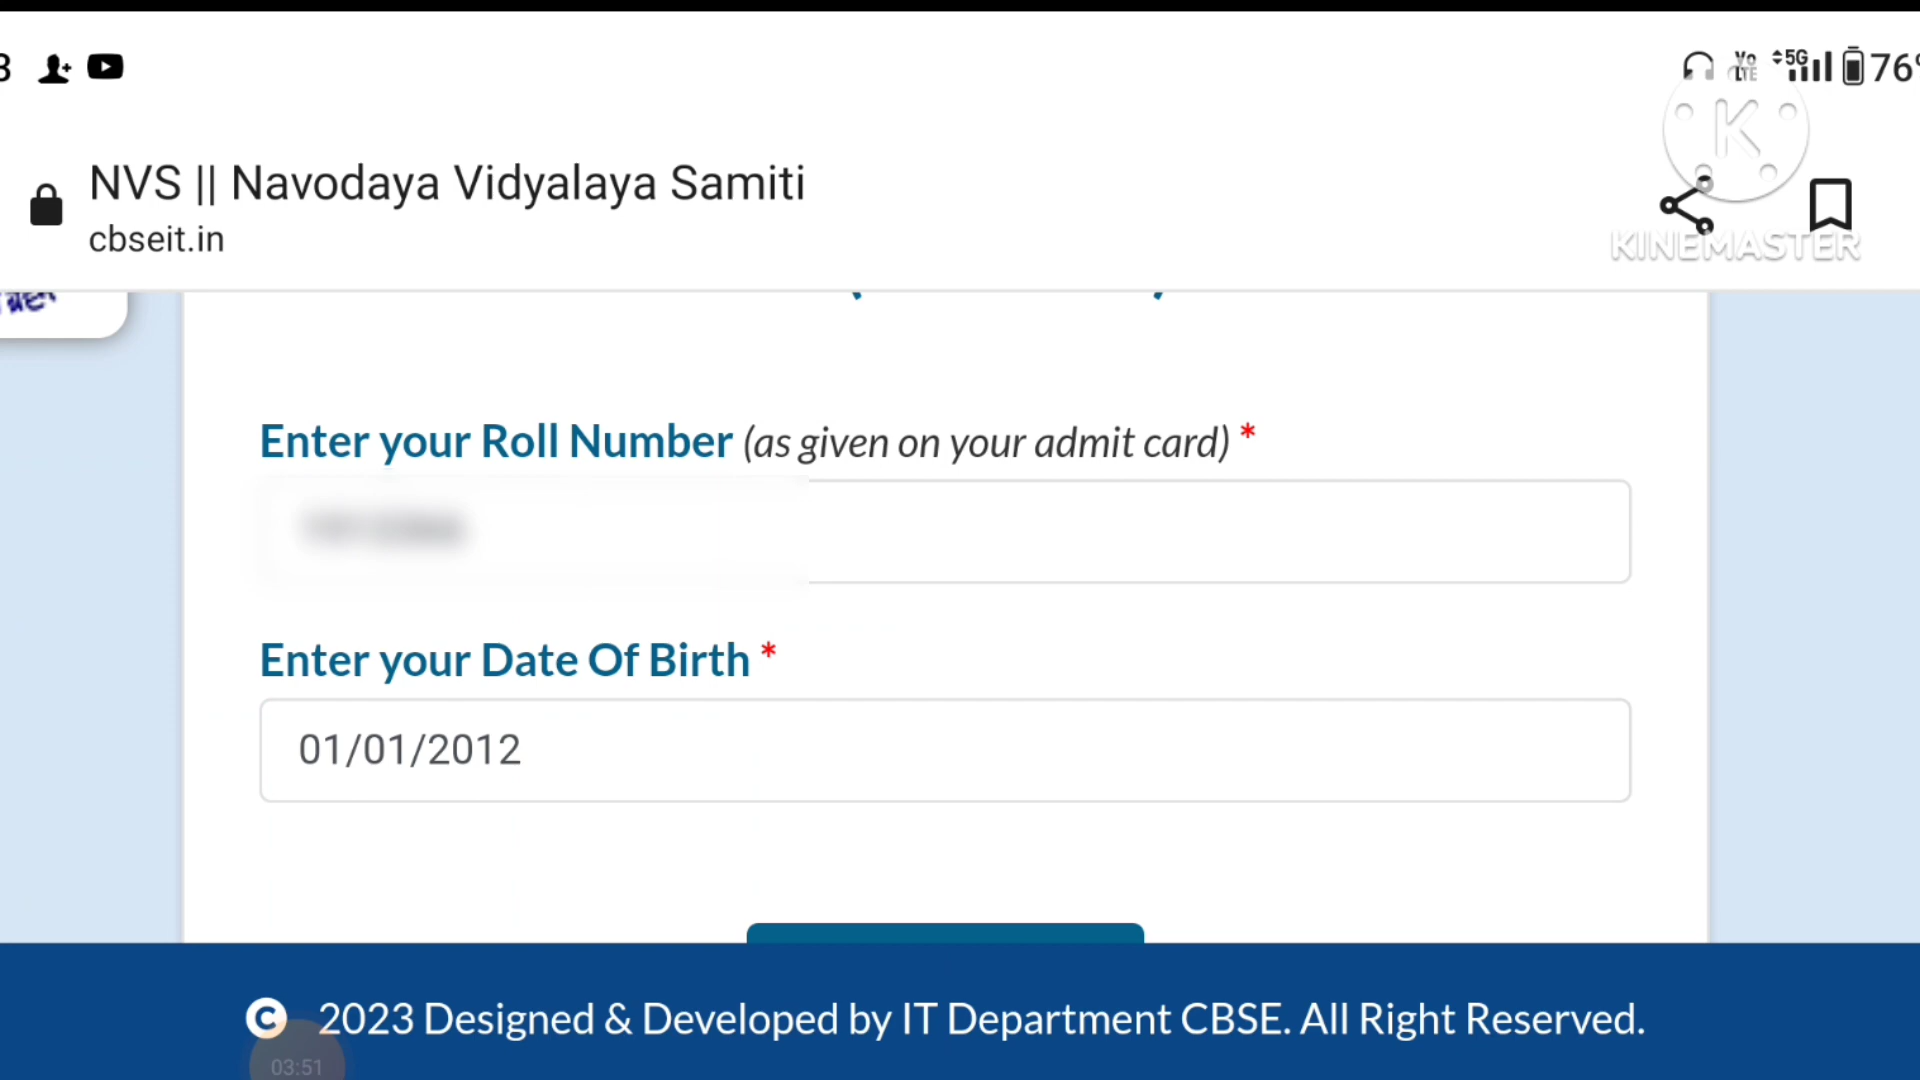 76
NVS || Navodaya Vidyalaya Samiti
cbseit.in
KINEMASTER
Enter your Roll Number (as given on your admit card) *
Enter your Date Of Birth *
01/01/2012
© 2023 Designed & Developed by IT Department CBSE. All Right Reserved.
03:51